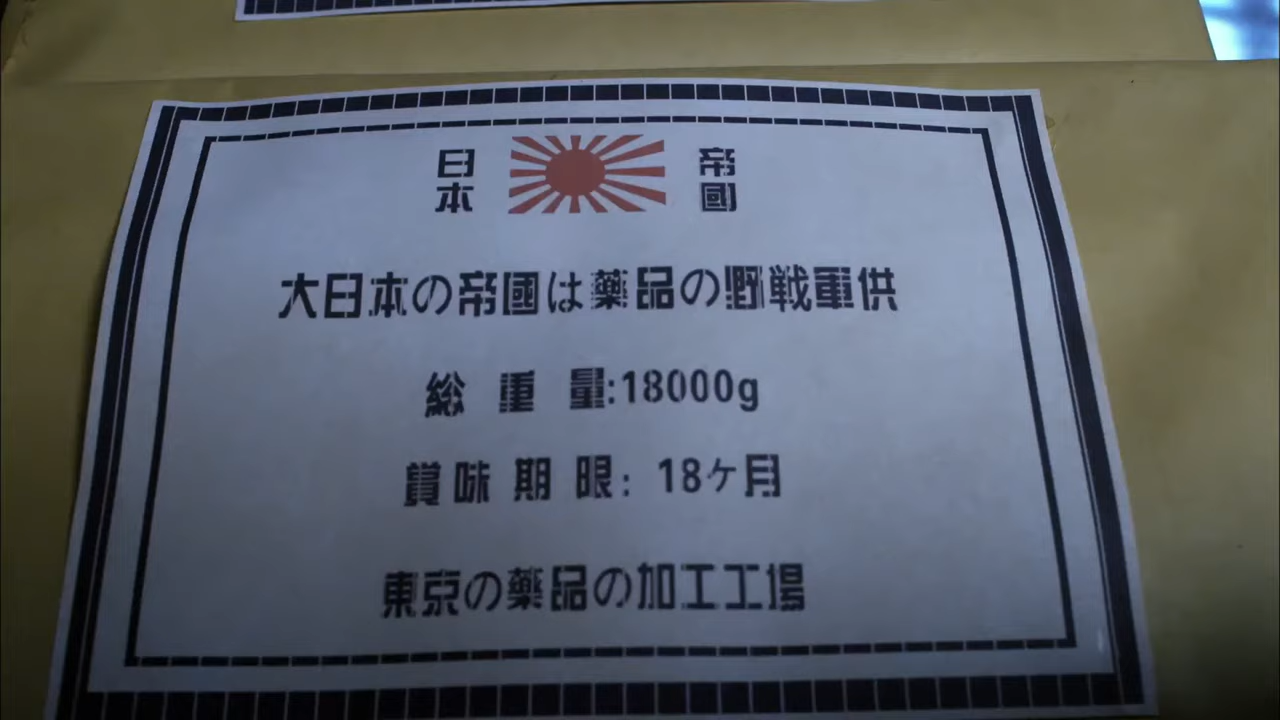 日本 帝國
大日本の帝國は薬品の野戦軍供
総重量:18000g
賞味期限: 18ヶ月
東京の薬品の加工工場